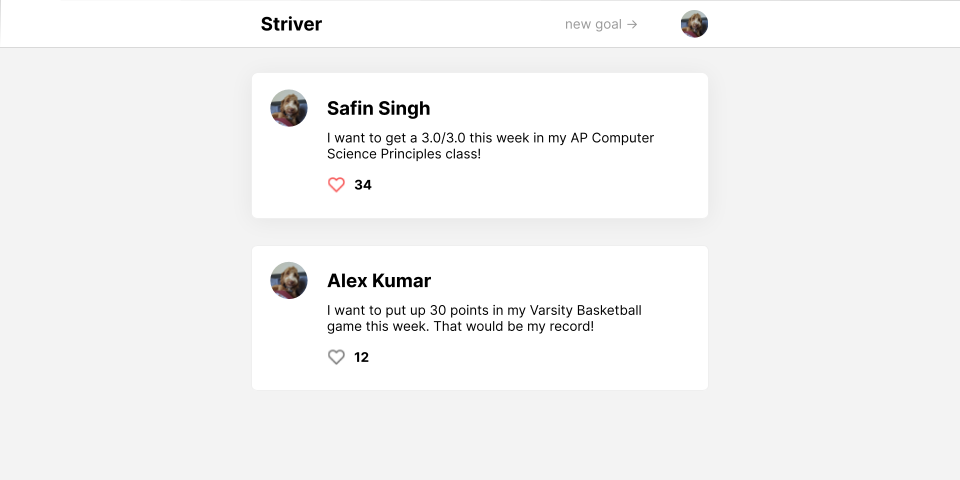 Striver
new goal →
Safin Singh
I want to get a 3.0/3.0 this week in my AP Computer
Science Principles class!
34
Alex Kumar
I want to put up 30 points in my Varsity Basketball
game this week. That would be my record!
12